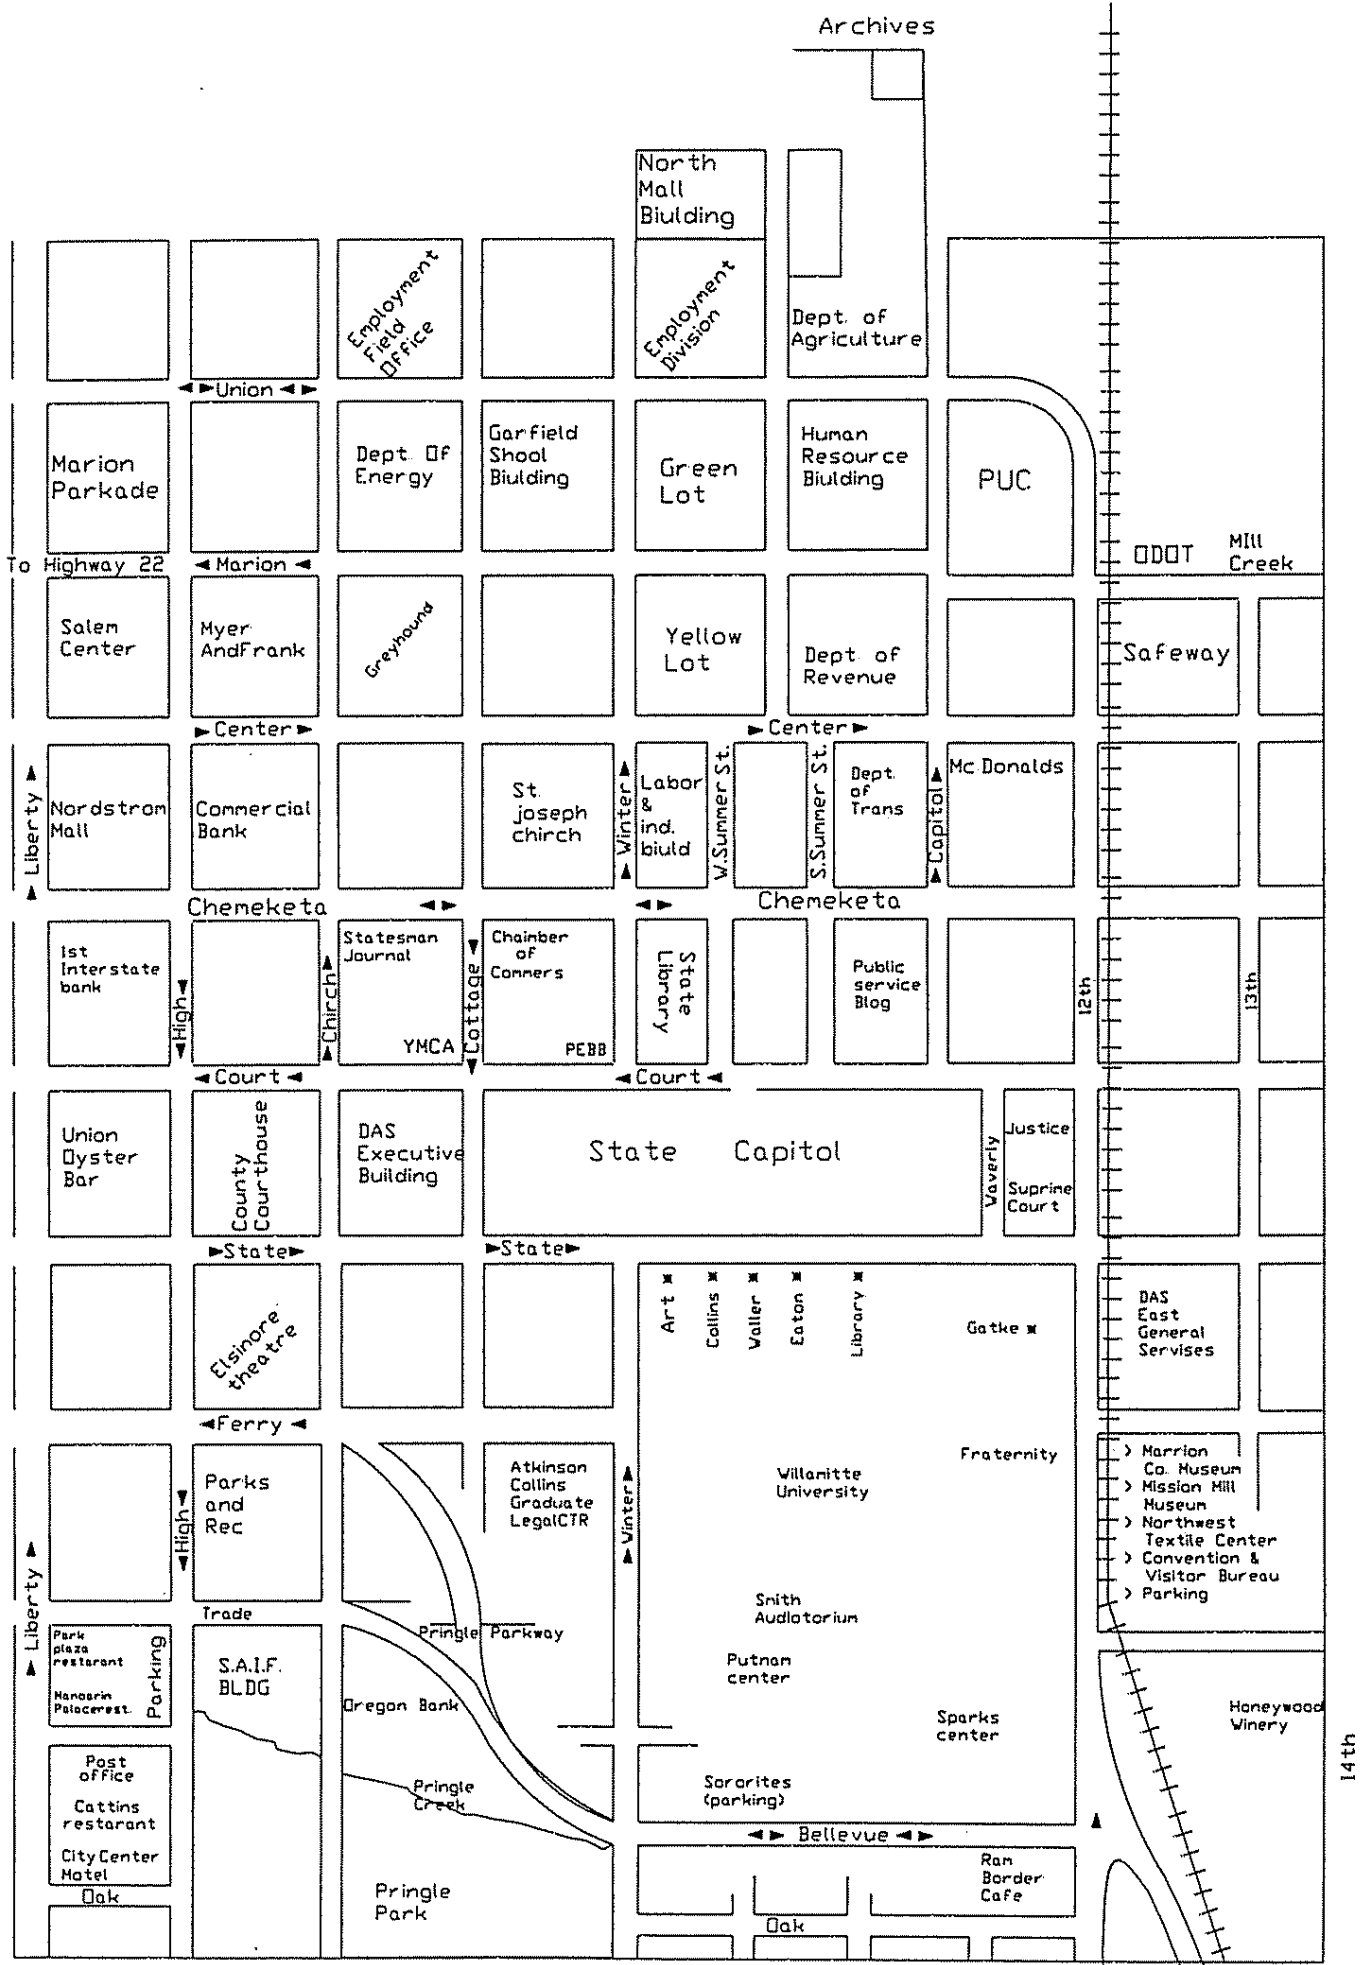 Archives
North
Mall
Biulding
Employment
Field
Office
Employment
Division
Dept. of
Agriculture
Union
Marion
Parkade
Dept. Of
Energy
Garfield
Shool
Biulding
Green
Lot
Human
Resource
Biulding
PUC
To Highway 22
Marion
ODOT
MIll
Creek
Salem
Center
Myer
AndFrank
Greyhound
Yellow
Lot
Dept. of
Revenue
Safeway
Center
Center
Liberty
Nordstrom
Mall
Commercial
Bank
St.
joseph
chirch
Winter
Labor
&
ind.
biuld
W.Summer St.
S.Summer St.
Dept.
of
Trans
Capitol
Mc Donalds
Chemeketa
Chemeketa
1st
Interstate
bank
High
Chirch
Statesman
Journal
YMCA
Cottage
Chamber
of
Commers
PEBB
State
Library
Public
service
Blog
12th
13th
Court
Court
Union
Oyster
Bar
County
Courthouse
DAS
Executive
Building
State Capitol
Waverly
Justice
Suprime
Court
State
State
Elsinore
theatre
Art
Collins
Waller
Eaton
Library
Gatke
DAS
East
General
Servises
Ferry
High
Parks
and
Rec
Atkinson
Collins
Graduate
LegalCTR
Winter
Willamitte
University
Fraternity
> Marrion
Co. Museum
> Mission Mill
Museum
> Northwest
Textile Center
> Convention &
Visitor Bureau
> Parking
Liberty
Trade
Pringle Parkway
Smith
Audiotorium
Park
plaza
restarant
Manoarin
Palacerest.
Parking
S.A.I.F.
BLDG
Oregon Bank
Putnam
center
Sparks
center
Honeywood
Winery
14th
Post
office
Cattins
restarant
City Center
Motel
Pringle
Creek
Sororites
(parking)
Bellevue
Ram
Border
Cafe
Oak
Pringle
Park
Oak